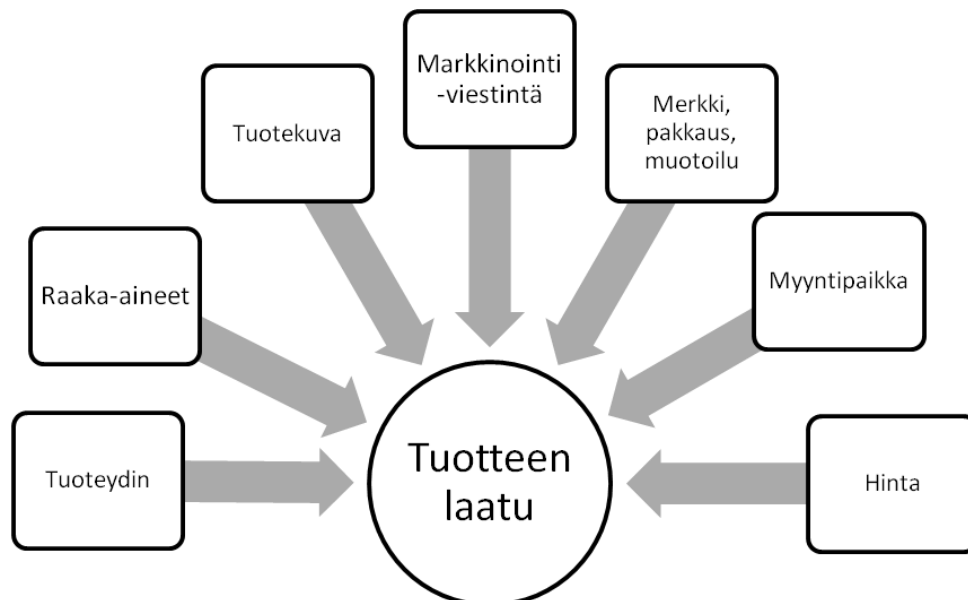 Markkinointi
-viestintä
Tuotekuva
Merkki,
pakkaus,
muotoilu
Raaka-aineet
Myyntipaikka
Tuoteydin
Tuotteen
laatu
Hinta